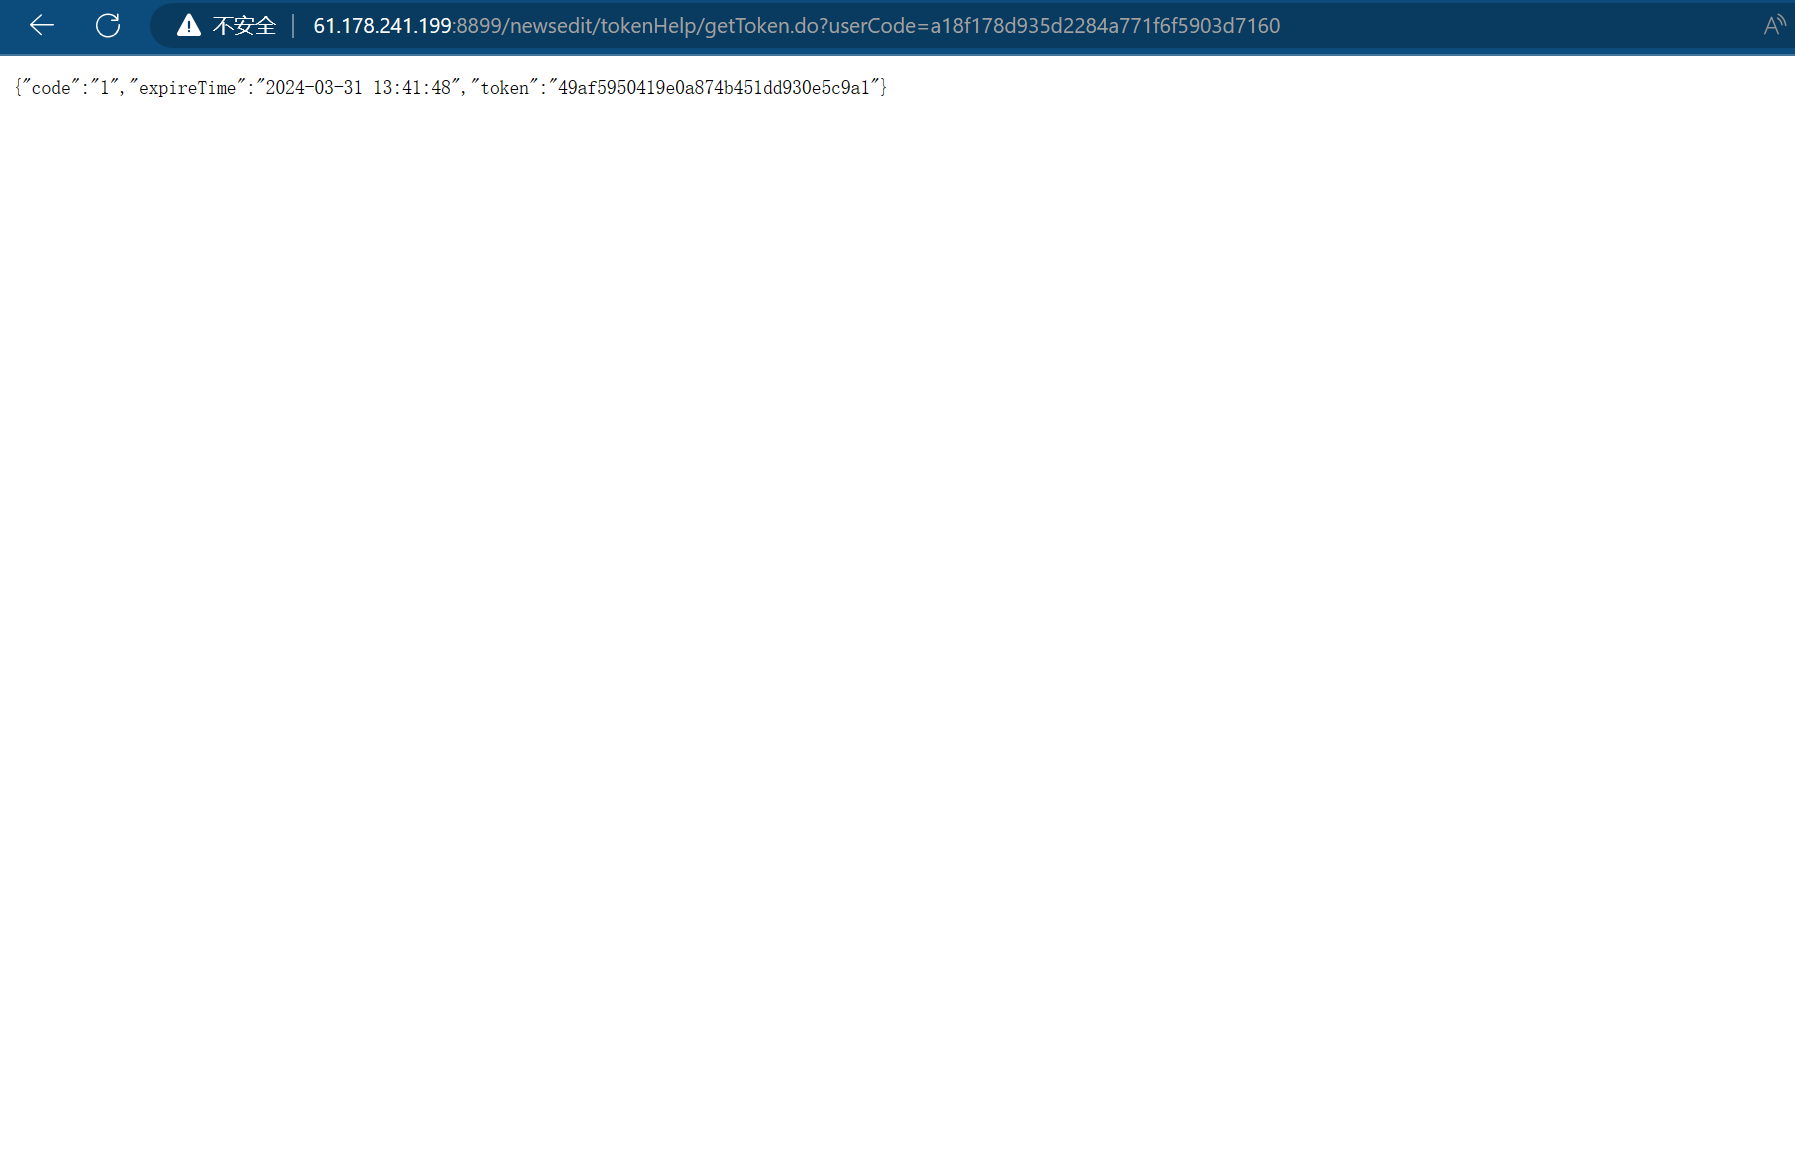 不安全 61.178.241.199:8899/newsedit/tokenHelp/getToken.do?userCode=a18f178d935d2284a771f6f5903d7160
{"code":"1","expireTime":"2024-03-31 13:41:48","token":"49af5950419e0a874b451dd930e5c9a1"}